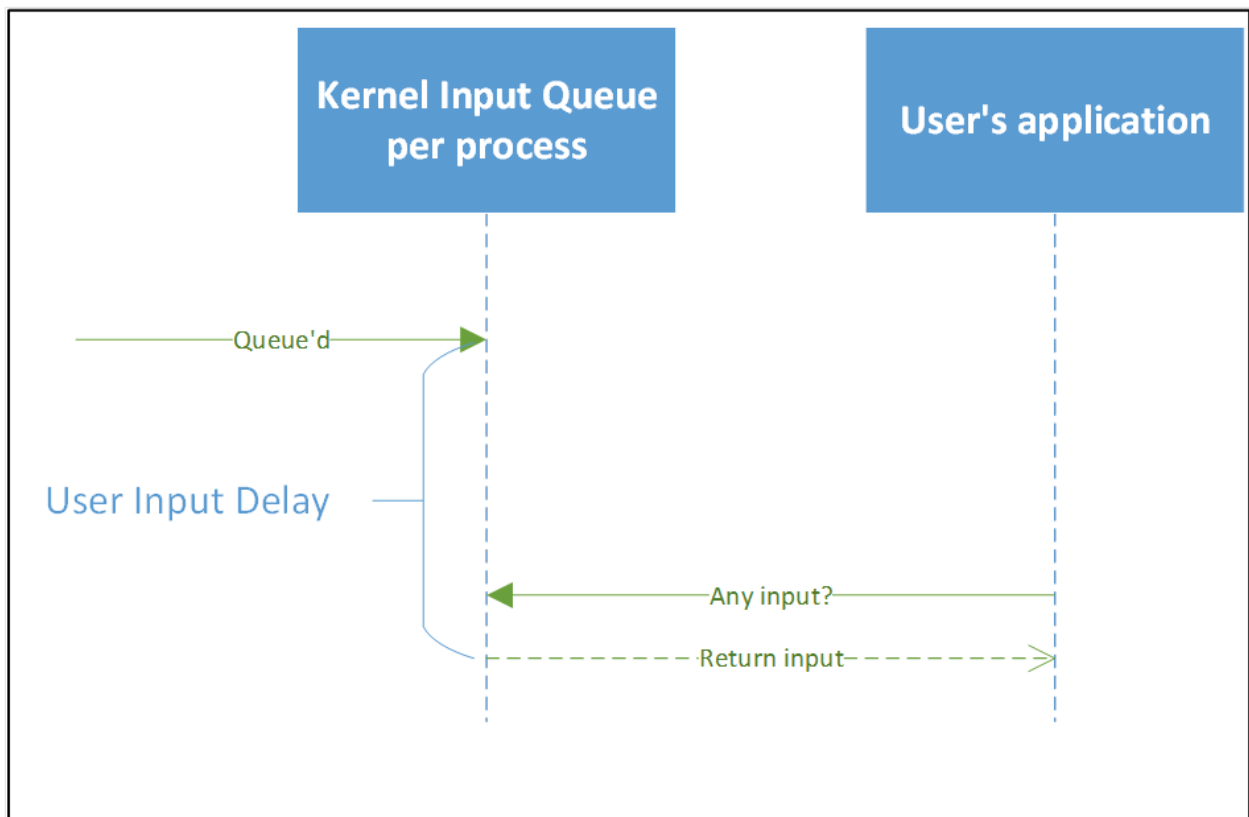 Kernel Input Queue
per process
User's application
Queue'd
User Input Delay
Any input?
Return input